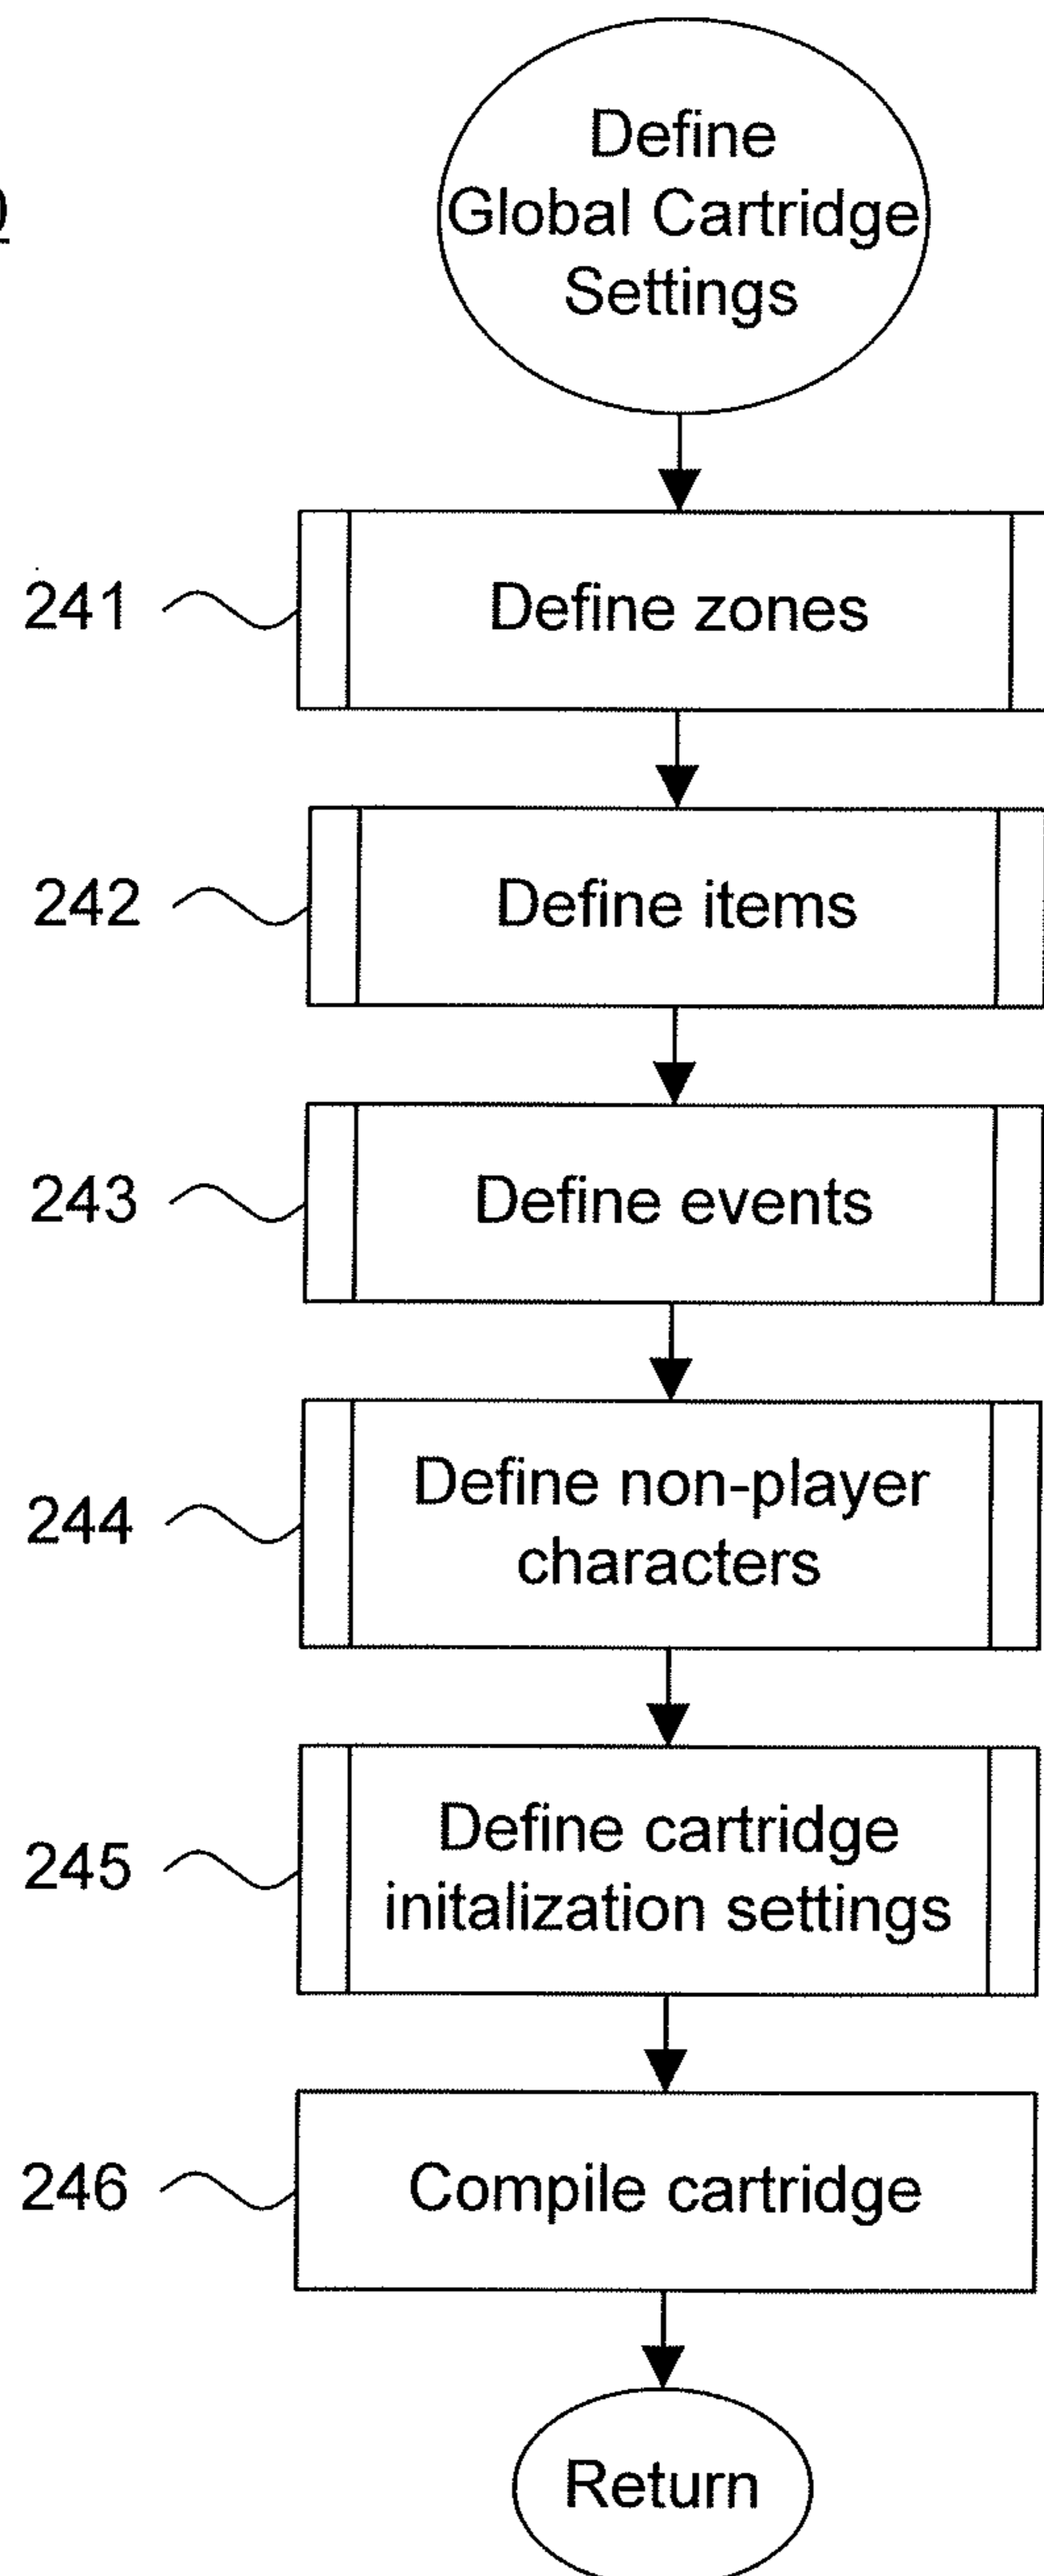 Define
Global Cartridge
Settings
241
Define zones
242
Define items
243
Define events
244
Define non-player
characters
245
Define cartridge
initalization settings
246
Compile cartridge
Return